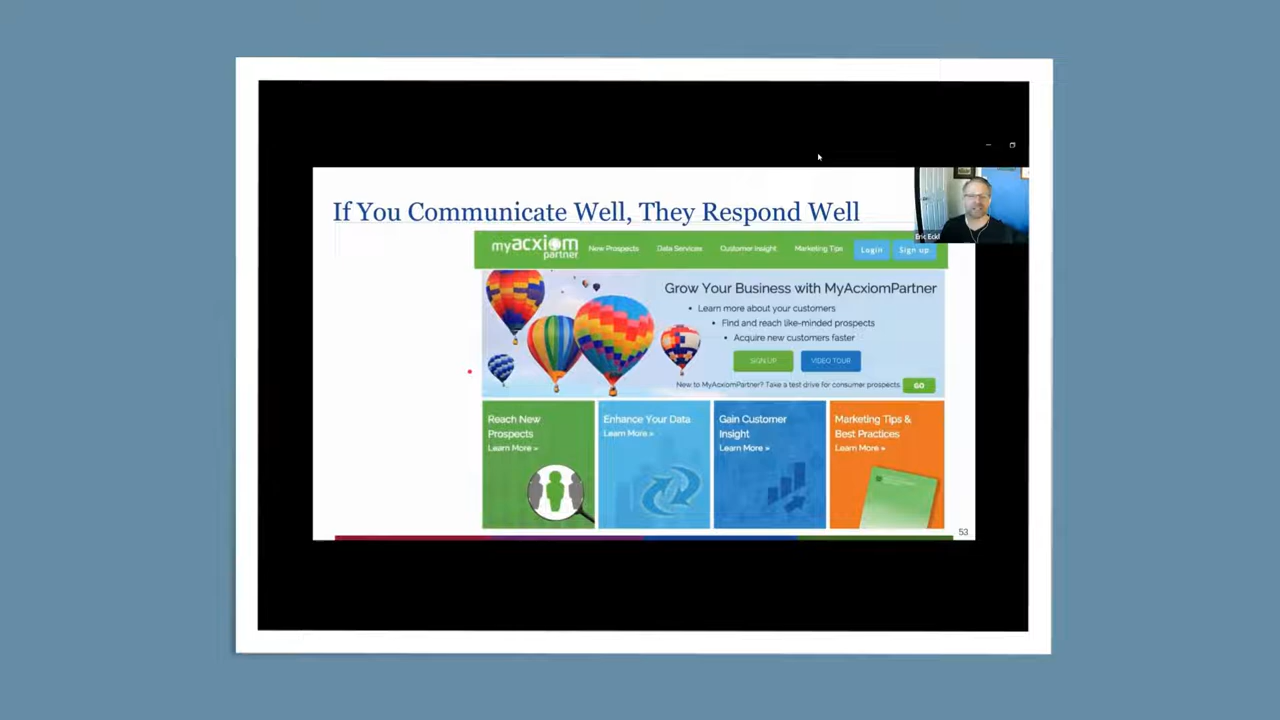 If You Communicate Well, They Respond Well
Eric Eckl
myacxiom
partner
New Prospects
Data Services
Customer Insight
Marketing Tips
Login
Sign up
Grow Your Business with MyAcxiomPartner
• Learn more about your customers
• Find and reach like-minded prospects
• Acquire new customers faster
SIGN UP
VIDEO TOUR
New to MyAcxiomPartner? Take a test drive for consumer prospects.
GO
Reach New
Prospects
Learn More »
Enhance Your Data
Learn More »
Gain Customer
Insight
Learn More »
Marketing Tips &
Best Practices
Learn More »
53